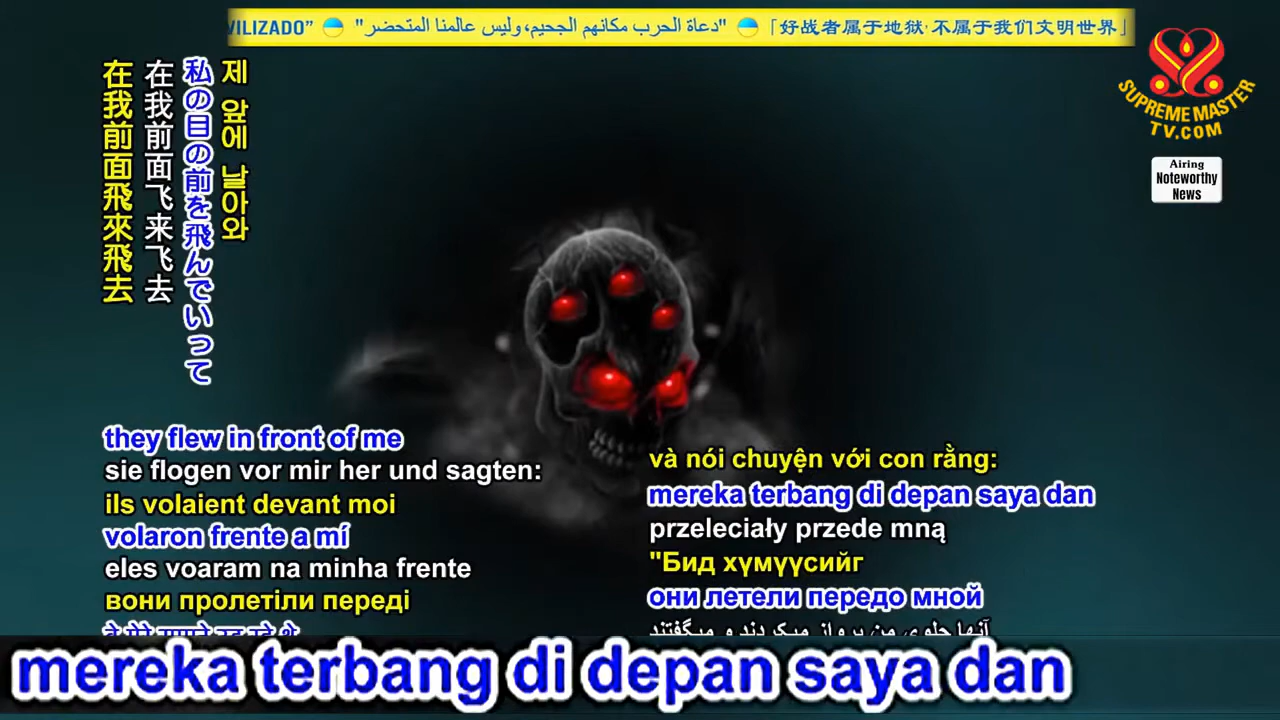 VILIZADO” "دعاة الحرب مكانهم الجحيم، وليس عالمنا المتحضر" 「好战者属于地狱·不属于我们文明世界」
SUPREME MASTER
TV.COM
Airing
Noteworthy
News
제 앞에 날아와
私の目の前を飛んでいって
在我前面飞来飞去
在我前面飛來飛去
they flew in front of me
sie flogen vor mir her und sagten:
ils volaient devant moi
volaron frente a mí
eles voaram na minha frente
вони пролетіли переді
và nói chuyện với con rằng:
mereka terbang di depan saya dan
przeleciały przede mną
"Бид хүмүүсийг
они летели передо мной
آنها جلوی من پرواز میکردند و میگفتند
mereka terbang di depan saya dan